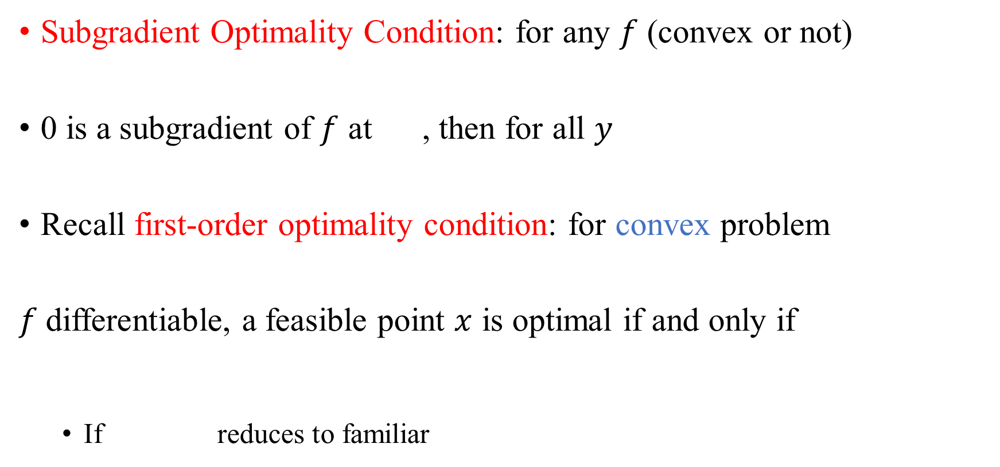 • Subgradient Optimality Condition: for any f (convex or not)
• 0 is a subgradient of f at , then for all y
• Recall first-order optimality condition: for convex problem
f differentiable, a feasible point x is optimal if and only if
• If reduces to familiar